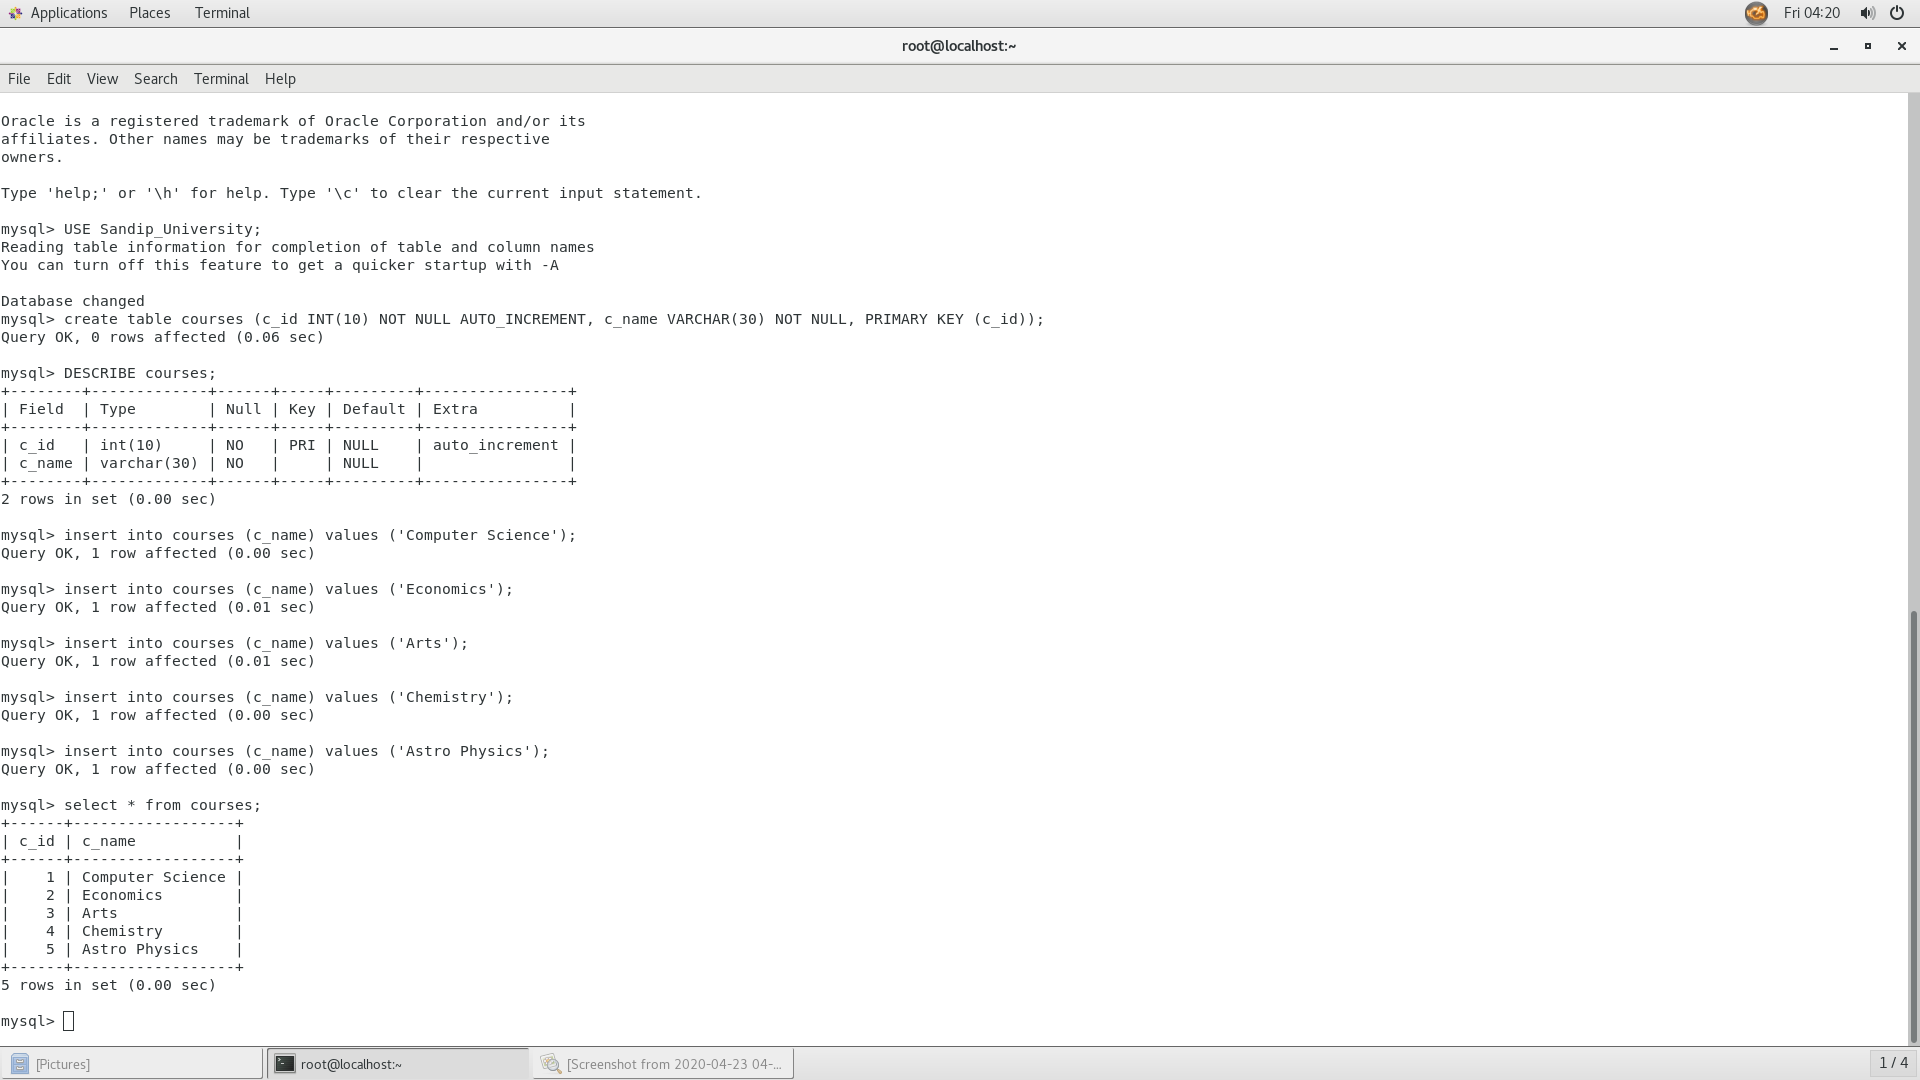 Applications Places Terminal Fri 04:20
root@localhost:~
File Edit View Search Terminal Help
Oracle is a registered trademark of Oracle Corporation and/or its
affiliates. Other names may be trademarks of their respective
owners.
Type 'help;' or '\h' for help. Type '\c' to clear the current input statement.
mysql> USE Sandip_University;
Reading table information for completion of table and column names
You can turn off this feature to get a quicker startup with -A
Database changed
mysql> create table courses (c_id INT(10) NOT NULL AUTO_INCREMENT, c_name VARCHAR(30) NOT NULL, PRIMARY KEY (c_id));
Query OK, 0 rows affected (0.06 sec)
mysql> DESCRIBE courses;
+--------+-------------+------+-----+---------+----------------+
| Field  | Type        | Null | Key | Default | Extra          |
+--------+-------------+------+-----+---------+----------------+
| c_id   | int(10)     | NO   | PRI | NULL    | auto_increment |
| c_name | varchar(30) | NO   |     | NULL    |                |
+--------+-------------+------+-----+---------+----------------+
2 rows in set (0.00 sec)
mysql> insert into courses (c_name) values ('Computer Science');
Query OK, 1 row affected (0.00 sec)
mysql> insert into courses (c_name) values ('Economics');
Query OK, 1 row affected (0.01 sec)
mysql> insert into courses (c_name) values ('Arts');
Query OK, 1 row affected (0.01 sec)
mysql> insert into courses (c_name) values ('Chemistry');
Query OK, 1 row affected (0.00 sec)
mysql> insert into courses (c_name) values ('Astro Physics');
Query OK, 1 row affected (0.00 sec)
mysql> select * from courses;
+------+------------------+
| c_id | c_name           |
+------+------------------+
|    1 | Computer Science |
|    2 | Economics        |
|    3 | Arts             |
|    4 | Chemistry        |
|    5 | Astro Physics    |
+------+------------------+
5 rows in set (0.00 sec)
mysql>
[Pictures] root@localhost:~ [Screenshot from 2020-04-23 04-... 1 / 4